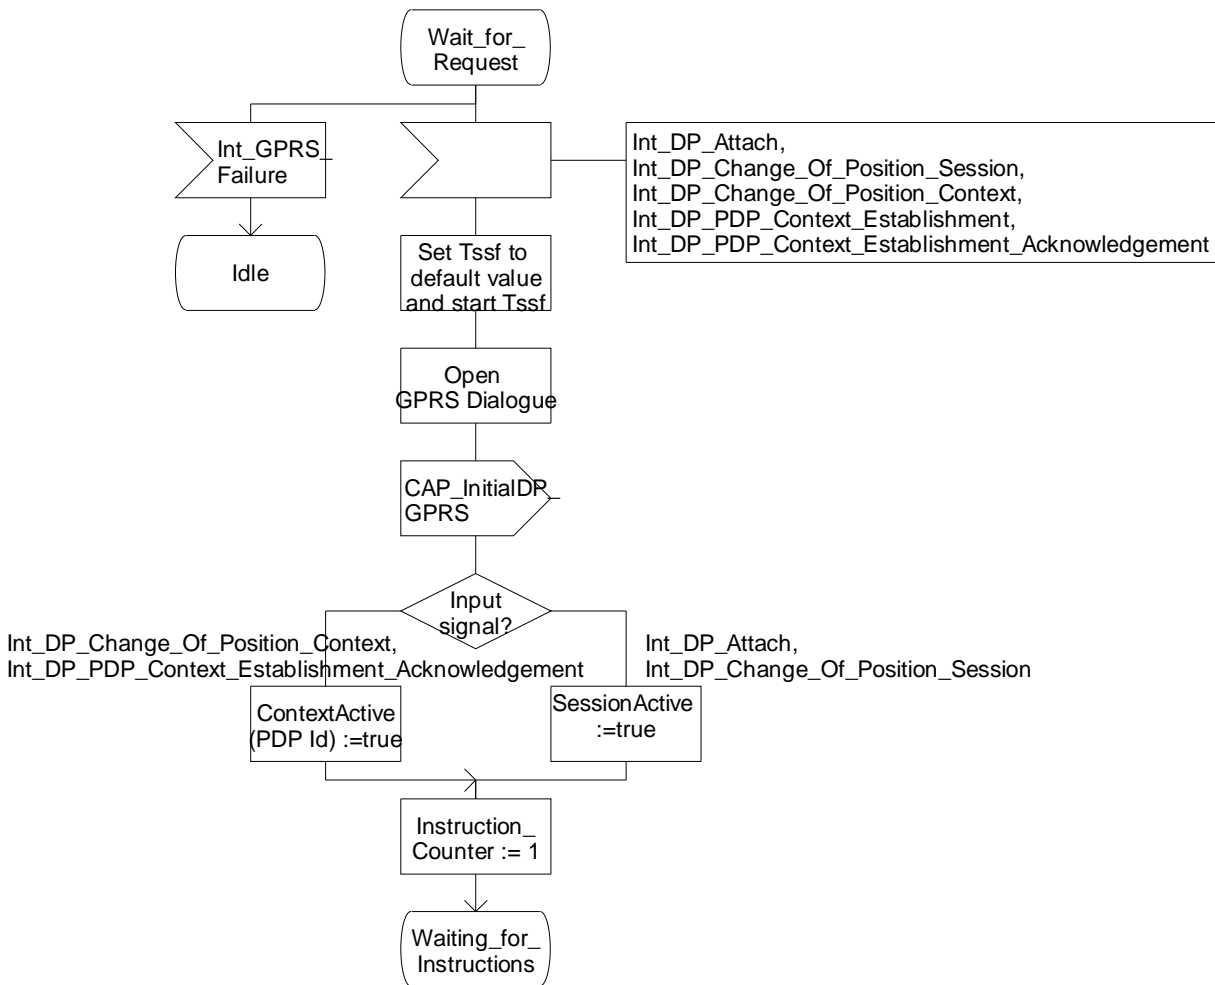 Wait_for_
Request
Int_GPRS_
Failure
Int_DP_Attach,
Int_DP_Change_Of_Position_Session,
Int_DP_Change_Of_Position_Context,
Int_DP_PDP_Context_Establishment,
Int_DP_PDP_Context_Establishment_Acknowledgement
Idle
Set Tssf to
default value
and start Tssf
Open
GPRS Dialogue
CAP_InitialDP_
GPRS
Input
signal?
Int_DP_Change_Of_Position_Context,
Int_DP_PDP_Context_Establishment_Acknowledgement
Int_DP_Attach,
Int_DP_Change_Of_Position_Session
ContextActive
(PDP Id) :=true
SessionActive
:=true
Instruction_
Counter := 1
Waiting_for_
Instructions